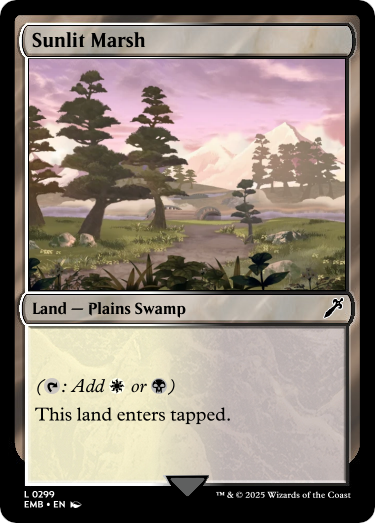 Sunlit Marsh
Land — Plains Swamp
(: Add or )
This land enters tapped.
L 0299
EMB • EN
™ & © 2025 Wizards of the Coast